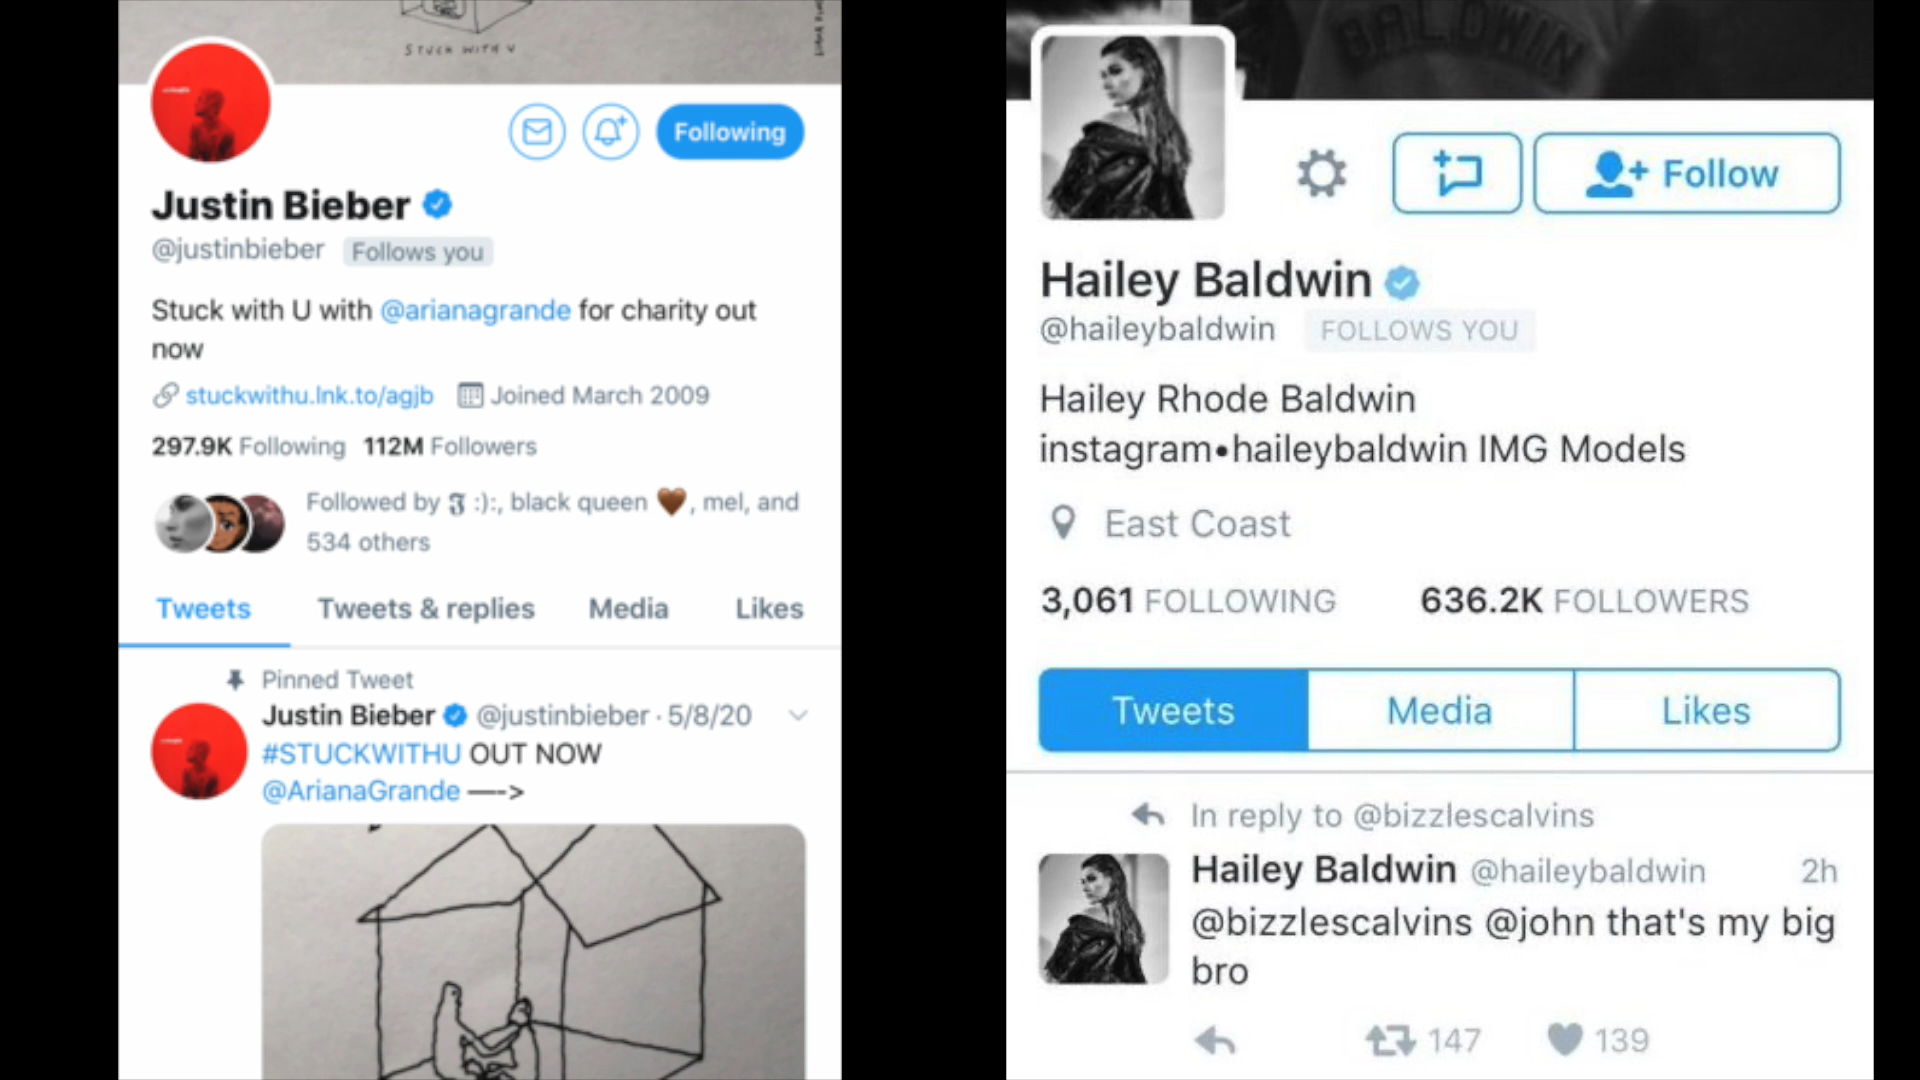 STUCK WITH U
Following
Justin Bieber
@justinbieber Follows you
Stuck with U with @arianagrande for charity out
now
stuckwithu.lnk.to/agjb Joined March 2009
297.9K Following 112M Followers
Followed by 𝕵 :):, black queen 🤎, mel, and
534 others
Tweets Tweets & replies Media Likes
Pinned Tweet
Justin Bieber @justinbieber · 5/8/20
#STUCKWITHU OUT NOW
@ArianaGrande —->
BALDWIN
Follow
Hailey Baldwin
@haileybaldwin FOLLOWS YOU
Hailey Rhode Baldwin
instagram•haileybaldwin IMG Models
East Coast
3,061 FOLLOWING 636.2K FOLLOWERS
Tweets Media Likes
In reply to @bizzlescalvins
Hailey Baldwin @haileybaldwin 2h
@bizzlescalvins @john that's my big
bro
147 139